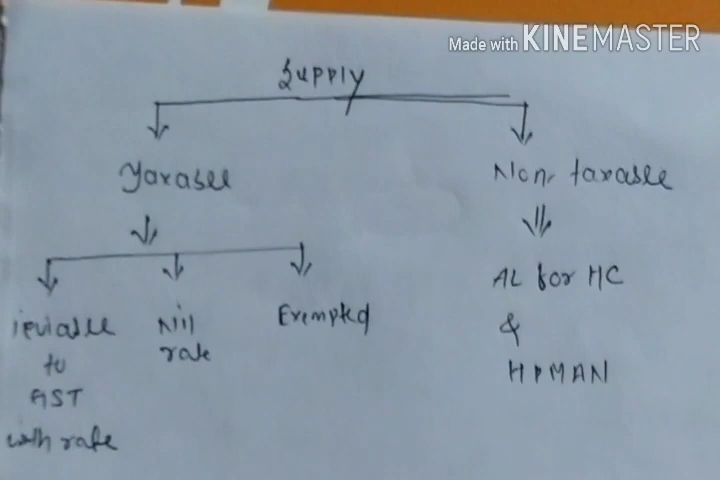 Made with KINEMASTER
Supply
Taxable
Non-taxable
leviable
to
GST
with rate
Nil
rate
Exempted
AL for HC
&
HPMAN